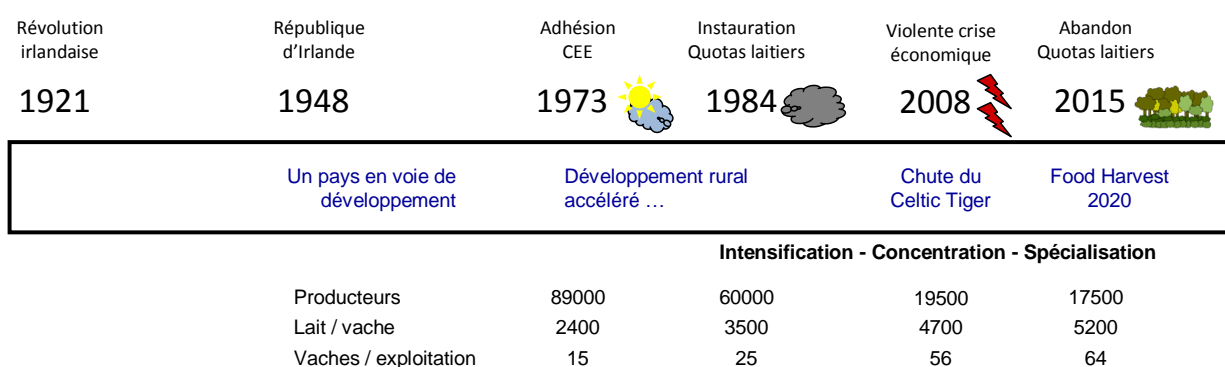 Révolution
irlandaise
1921
République
d'Irlande
1948
Adhésion
CEE
1973
Instauration
Quotas laitiers
1984
Violente crise
économique
2008
Abandon
Quotas laitiers
2015
Un pays en voie de
développement
Développement rural
accéléré …
Chute du
Celtic Tiger
Food Harvest
2020
Intensification - Concentration - Spécialisation
Producteurs 89000 60000 19500 17500
Lait / vache 2400 3500 4700 5200
Vaches / exploitation 15 25 56 64